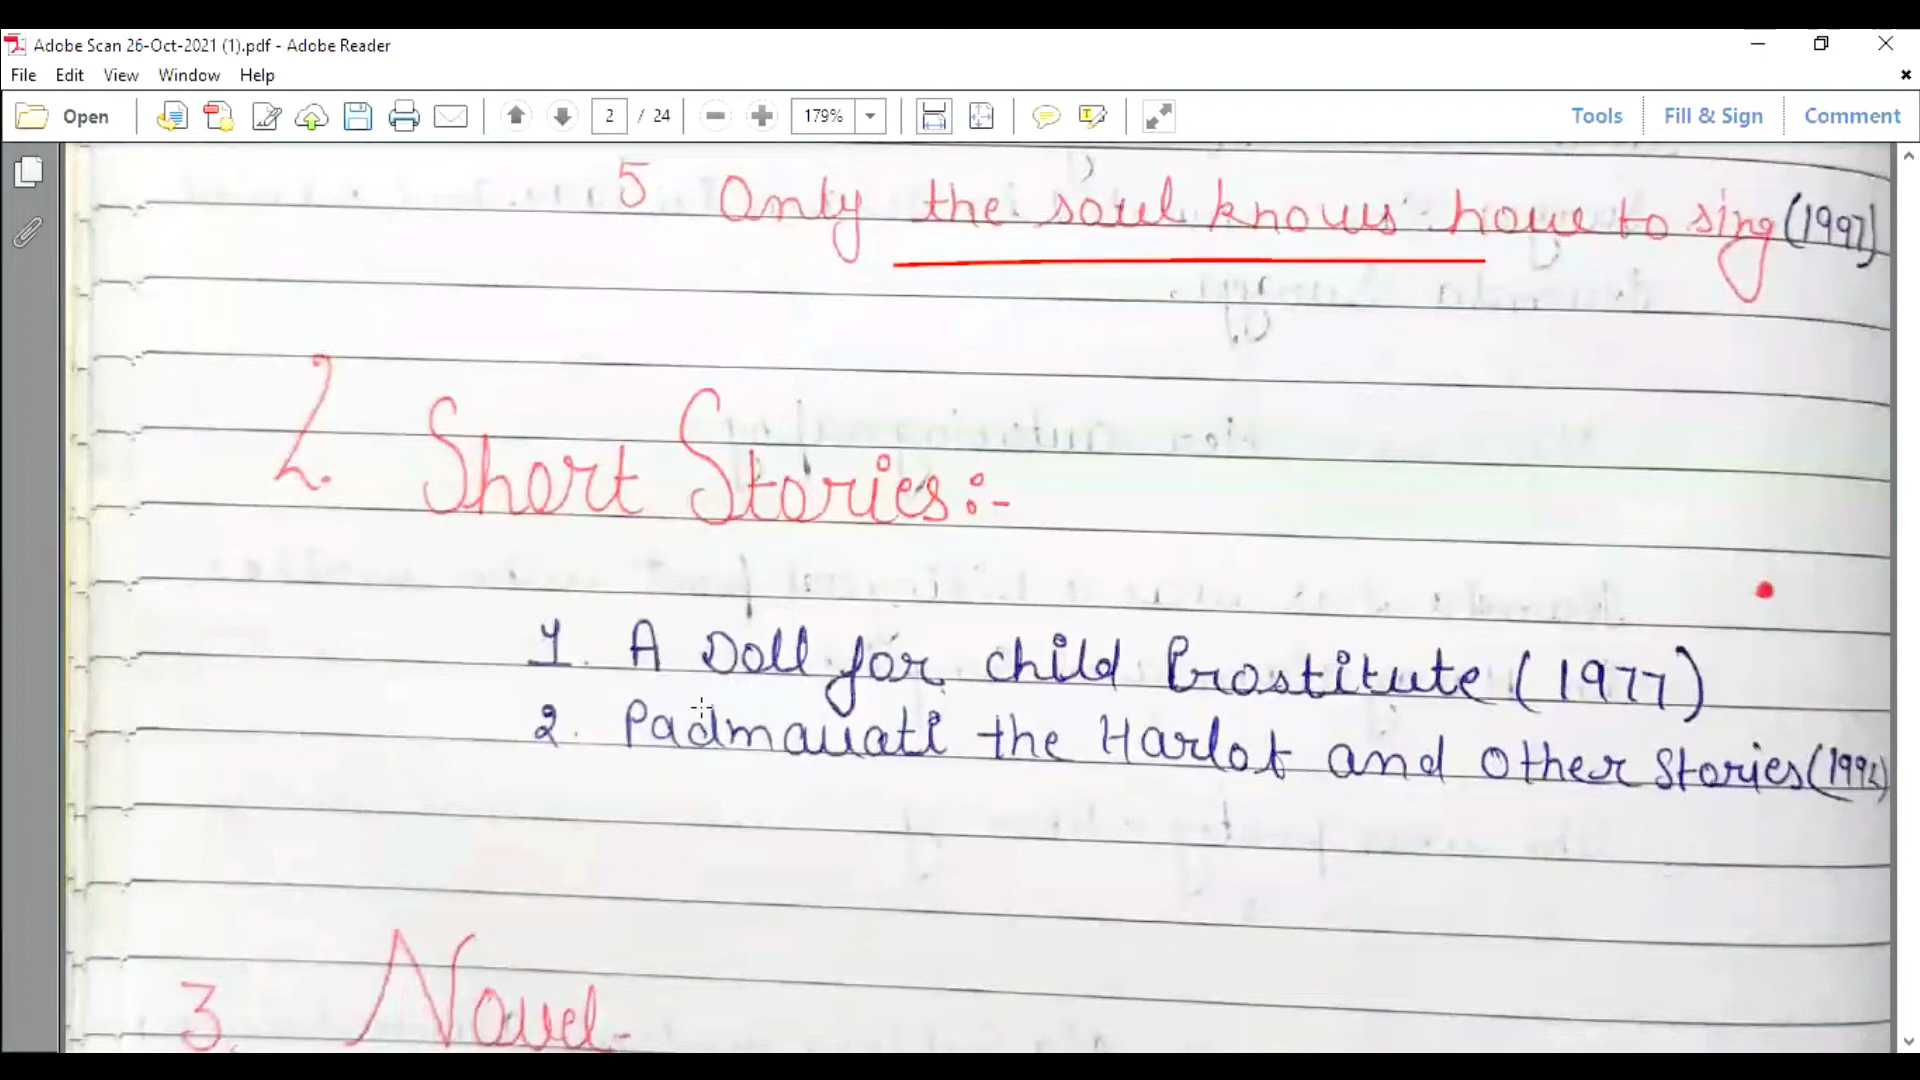 Adobe Scan 26-Oct-2021 (1).pdf - Adobe Reader
File Edit View Window Help
Open 2 / 24 179% Tools Fill & Sign Comment
5 Only the soul knows how to sing (1997)
2. Short Stories:-
1. A Doll for child Prostitute (1977)
2. Padmavati the Harlot and Other Stories (1992)
3. Novel-